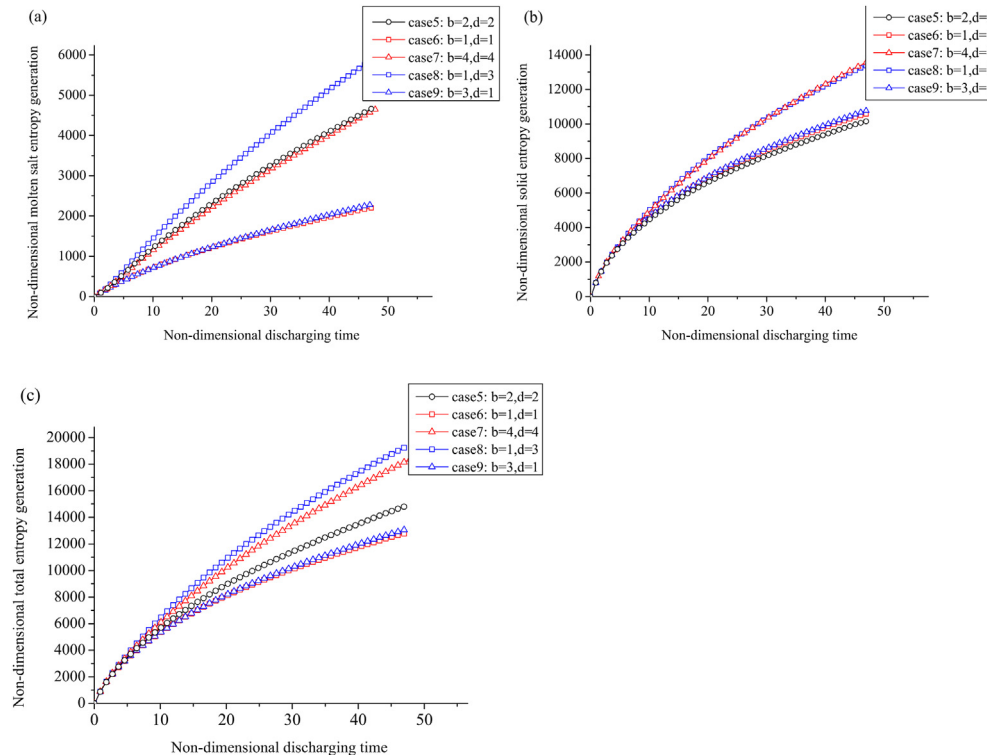 (a)
case5: b=2,d=2
case6: b=1,d=1
case7: b=4,d=4
case8: b=1,d=3
case9: b=3,d=1
Non-dimensional molten salt entropy generation
6000
5000
4000
3000
2000
1000
0
0 10 20 30 40 50
Non-dimensional discharging time
(b)
case5: b=2,d=
case6: b=1,d=
case7: b=4,d=
case8: b=1,d=
case9: b=3,d=
Non-dimensional solid entropy generation
14000
12000
10000
8000
6000
4000
2000
0
0 10 20 30 40 50
Non-dimensional discharging time
(c)
case5: b=2,d=2
case6: b=1,d=1
case7: b=4,d=4
case8: b=1,d=3
case9: b=3,d=1
Non-dimensional total entropy generation
20000
18000
16000
14000
12000
10000
8000
6000
4000
2000
0
0 10 20 30 40 50
Non-dimensional discharging time